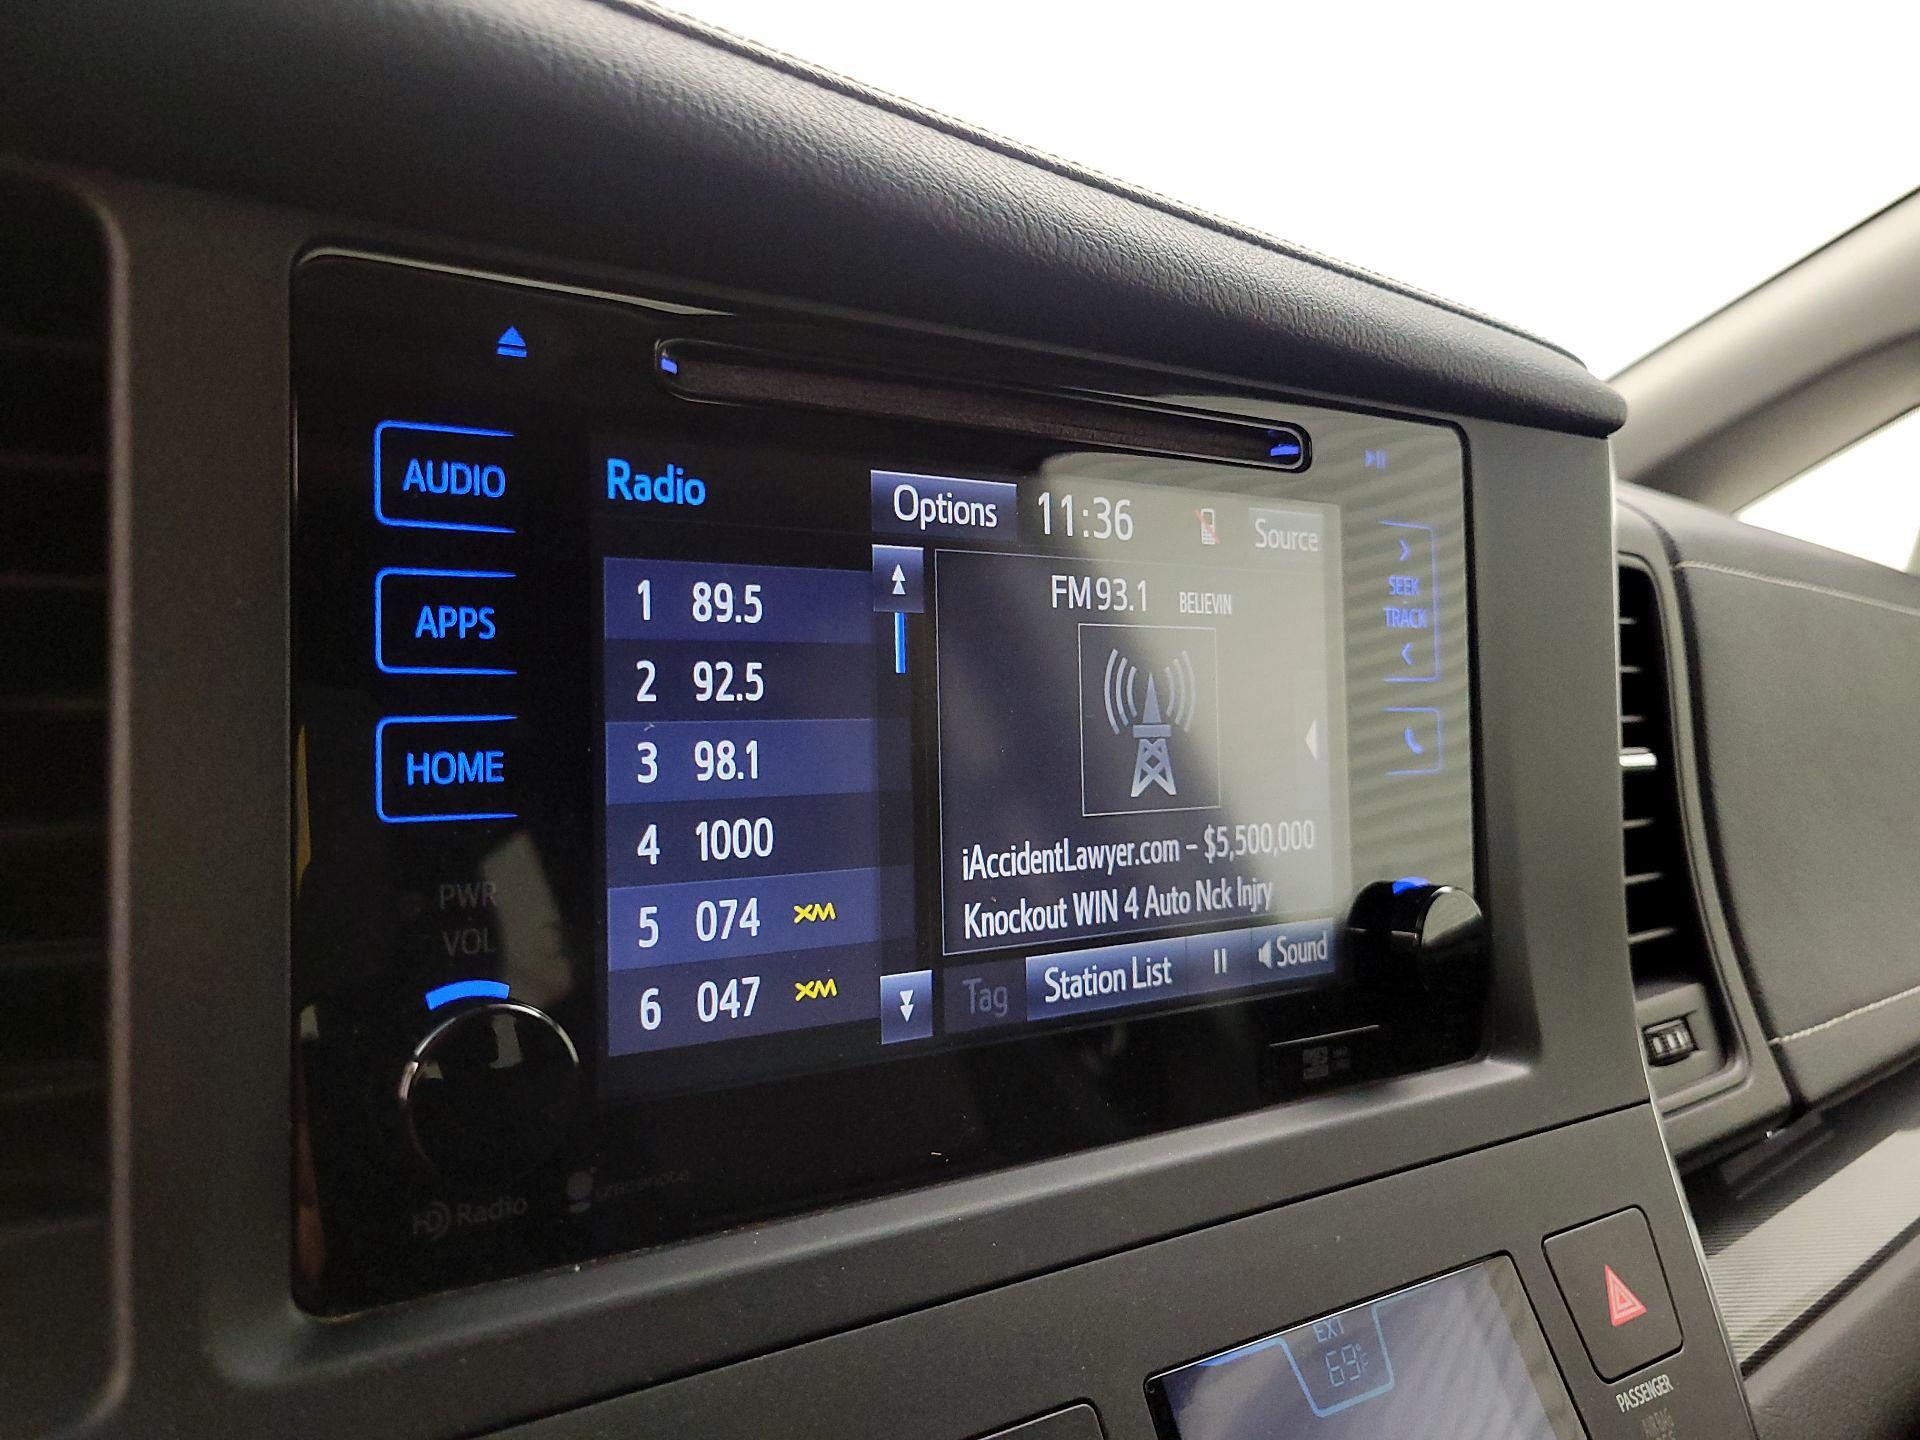 AUDIO
APPS
HOME
PWR
VOL
Radio
Options
11:36
Source
1 89.5
2 92.5
3 98.1
4 1000
5 074 XM
6 047 XM
FM 93.1 BELIEVIN
iAccidentLawyer.com – $5,500,000
Knockout WIN 4 Auto Nck Injry
Tag
Station List
Sound
SEEK
TRACK
HD Radio
gracenote
EXT
69°F
PASSENGER
AIRBAG